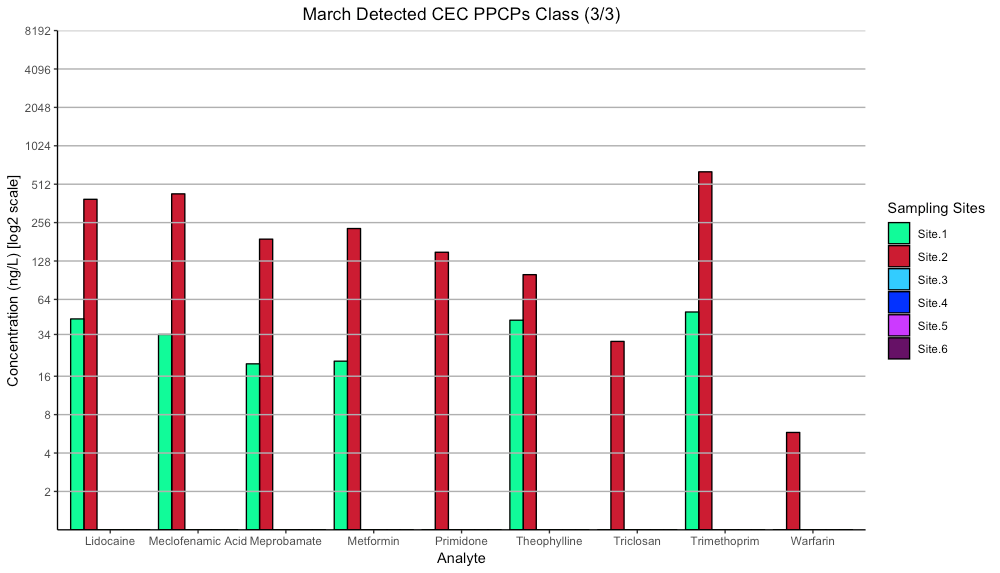 March Detected CEC PPCPs Class (3/3)
8192
4096
2048
1024
512
256
128
64
34
16
8
4
2
Concentration (ng/L) [log2 scale]
Lidocaine Meclofenamic Acid Meprobamate Metformin Primidone Theophylline Triclosan Trimethoprim Warfarin
Analyte
Sampling Sites
Site.1
Site.2
Site.3
Site.4
Site.5
Site.6